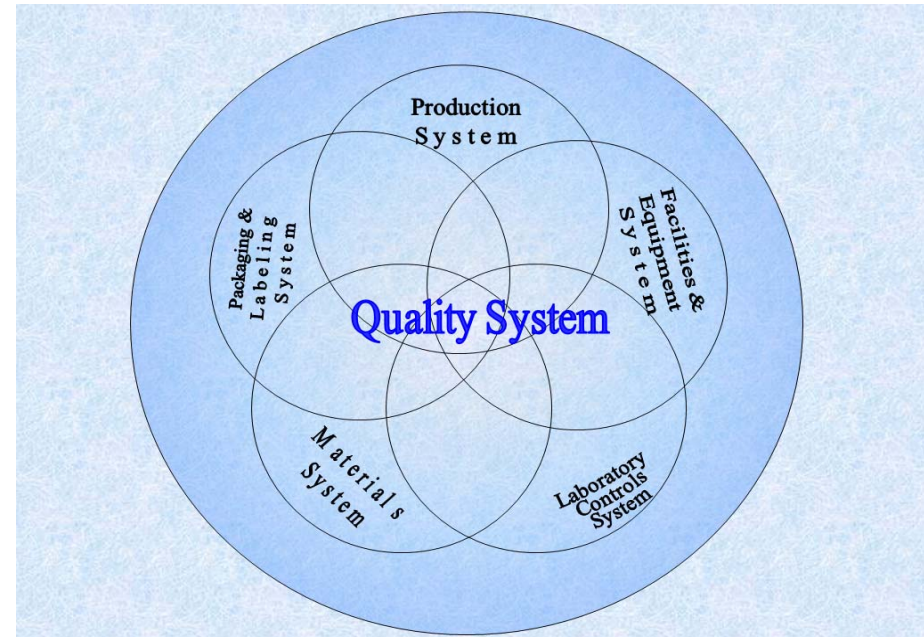 Production
System
Facilities &
Equipment
System
Packaging &
Labeling
System
Quality System
Materials
System
Laboratory
Controls
System